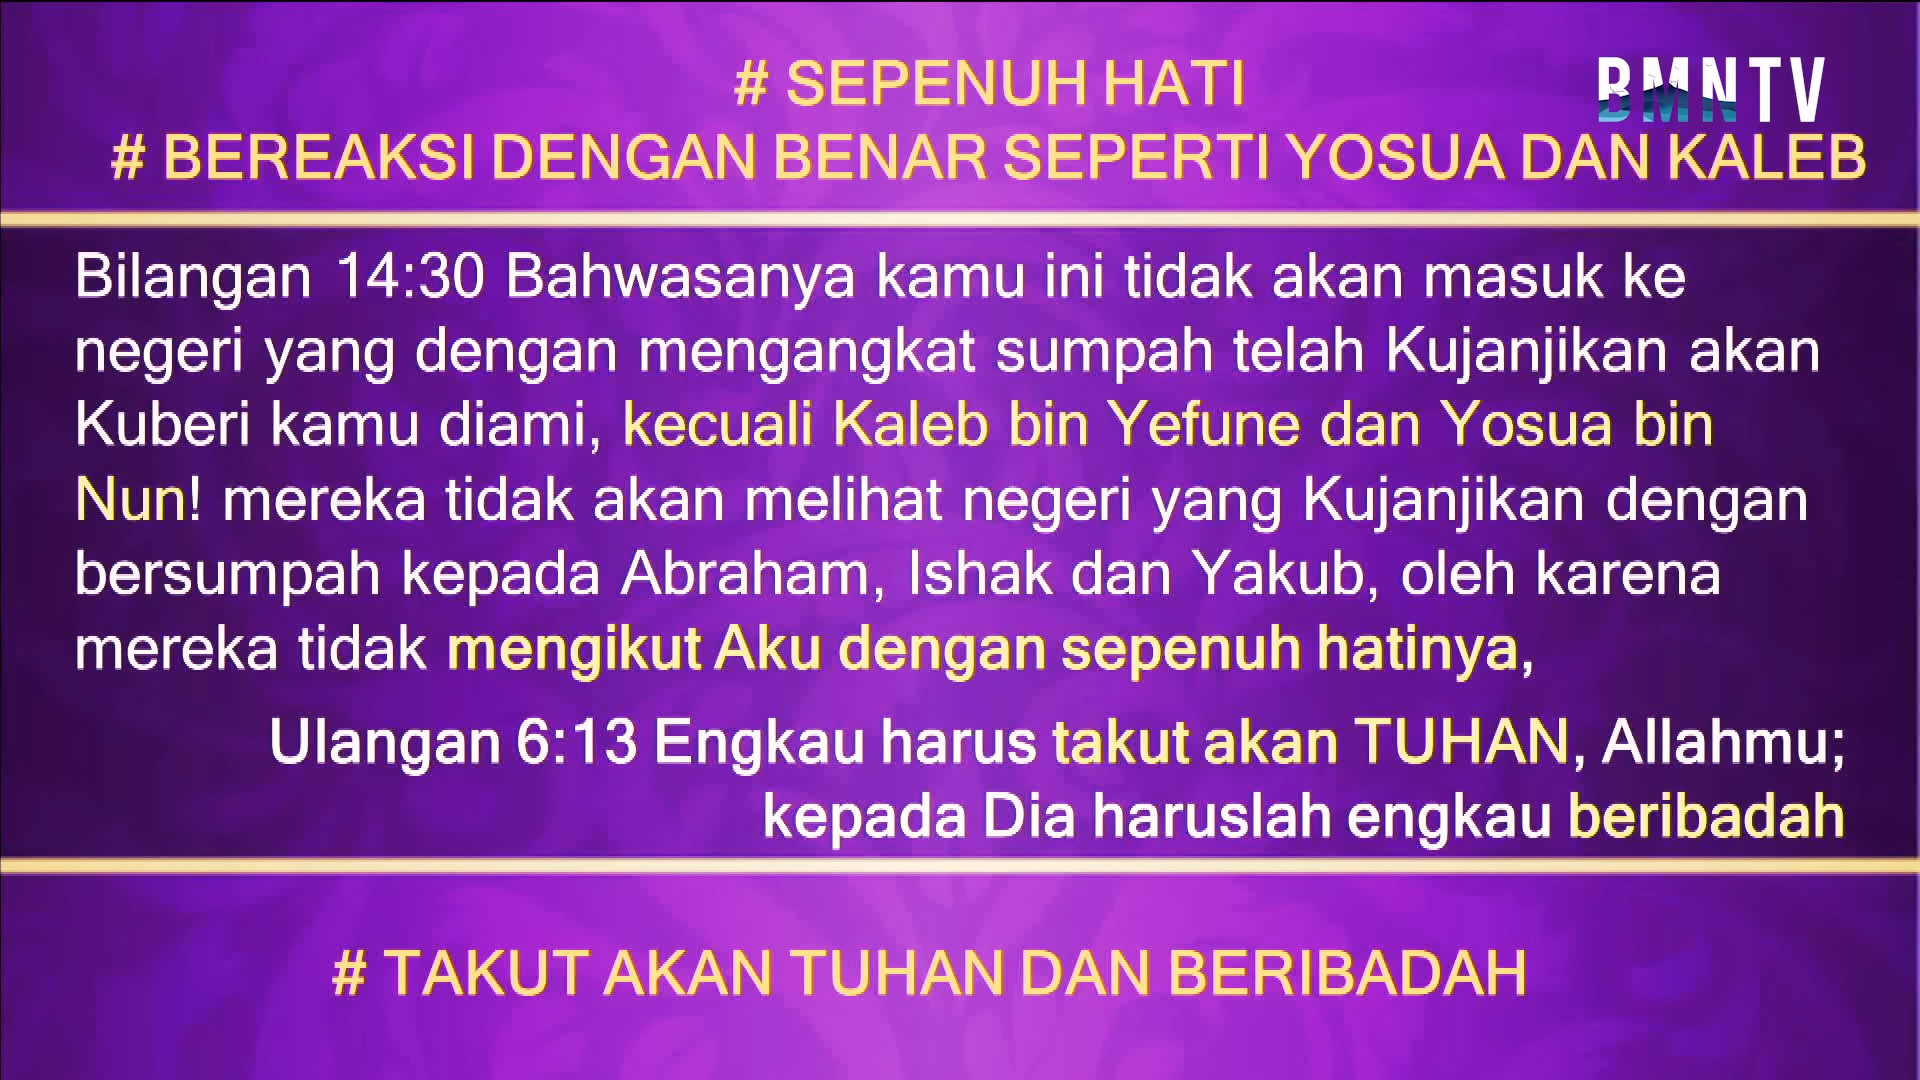 # SEPENUH HATI
BMNTV
# BEREAKSI DENGAN BENAR SEPERTI YOSUA DAN KALEB
Bilangan 14:30 Bahwasanya kamu ini tidak akan masuk ke
negeri yang dengan mengangkat sumpah telah Kujanjikan akan
Kuberi kamu diami, kecuali Kaleb bin Yefune dan Yosua bin
Nun! mereka tidak akan melihat negeri yang Kujanjikan dengan
bersumpah kepada Abraham, Ishak dan Yakub, oleh karena
mereka tidak mengikut Aku dengan sepenuh hatinya,
Ulangan 6:13 Engkau harus takut akan TUHAN, Allahmu;
kepada Dia haruslah engkau beribadah
# TAKUT AKAN TUHAN DAN BERIBADAH